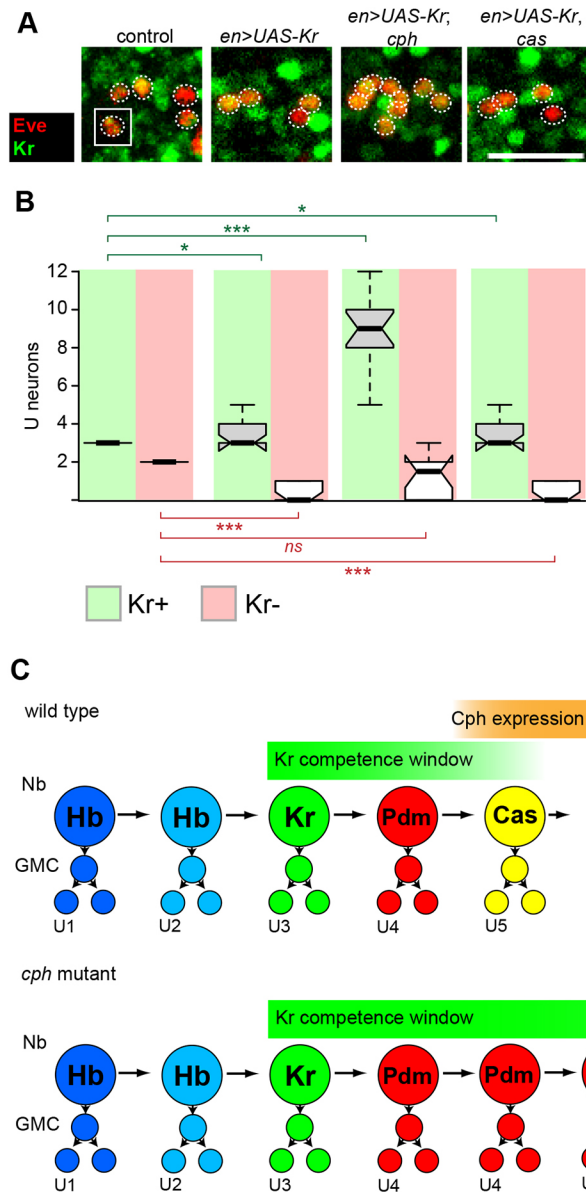 A
control
en>UAS-Kr
en>UAS-Kr;
cph
en>UAS-Kr,
cas
Eve
Kr
B
*
***
*
12
10
8
6
4
2
U neurons
***
ns
***
Kr+
Kr-
C
wild type
Cph expression
Kr competence window
Nb
Hb
Hb
Kr
Pdm
Cas
GMC
U1
U2
U3
U4
U5
cph mutant
Kr competence window
Nb
Hb
Hb
Kr
Pdm
Pdm
GMC
U1
U2
U3
U4
U4